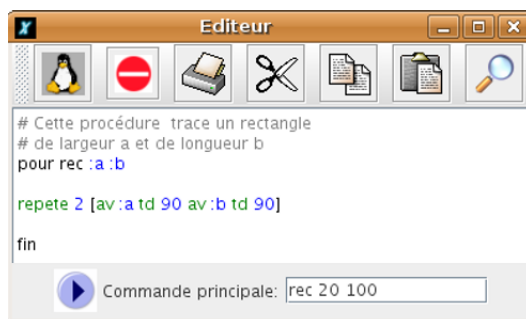 Editeur
# Cette procédure trace un rectangle
# de largeur a et de longueur b
pour rec :a :b
repete 2 [av :a td 90 av :b td 90]
fin
Commande principale: rec 20 100